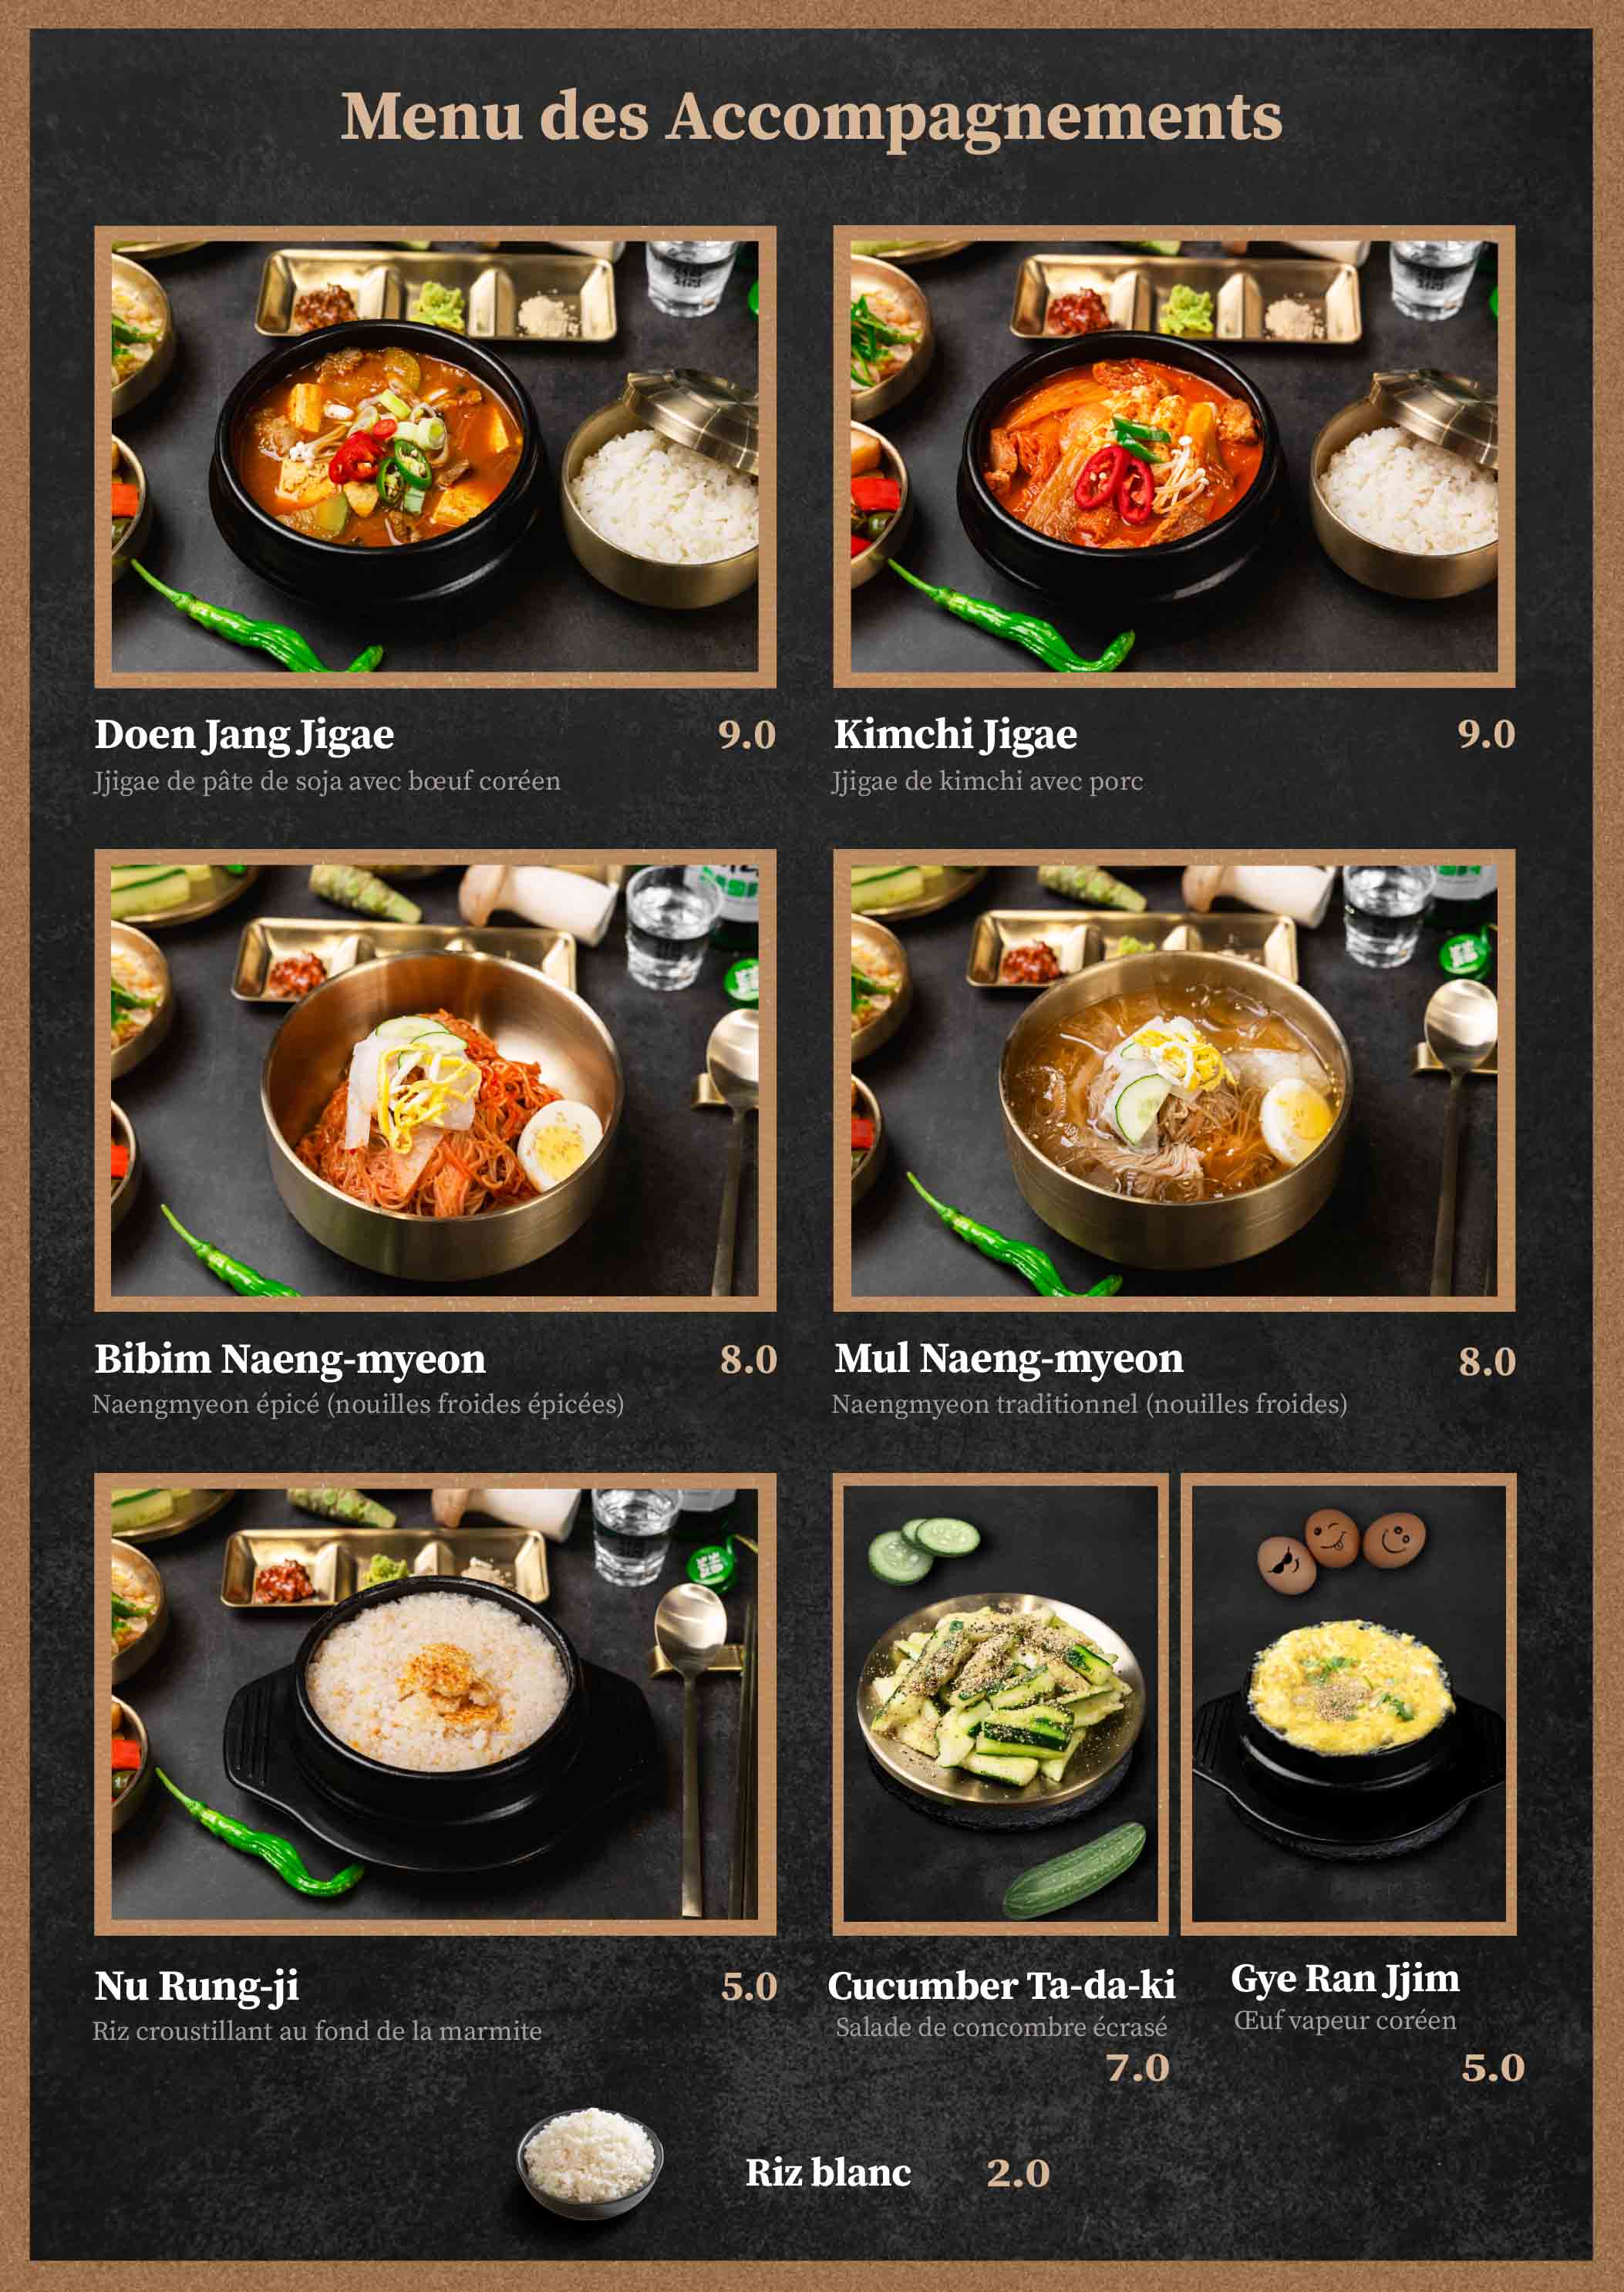 Menu des Accompagnements
Doen Jang Jigae 9.0
Jjigae de pâte de soja avec bœuf coréen
Kimchi Jigae 9.0
Jjigae de kimchi avec porc
Bibim Naeng-myeon 8.0
Naengmyeon épicé (nouilles froides épicées)
Mul Naeng-myeon 8.0
Naengmyeon traditionnel (nouilles froides)
Nu Rung-ji 5.0
Riz croustillant au fond de la marmite
Cucumber Ta-da-ki
Salade de concombre écrasé
7.0
Gye Ran Jjim
Œuf vapeur coréen
5.0
Riz blanc 2.0